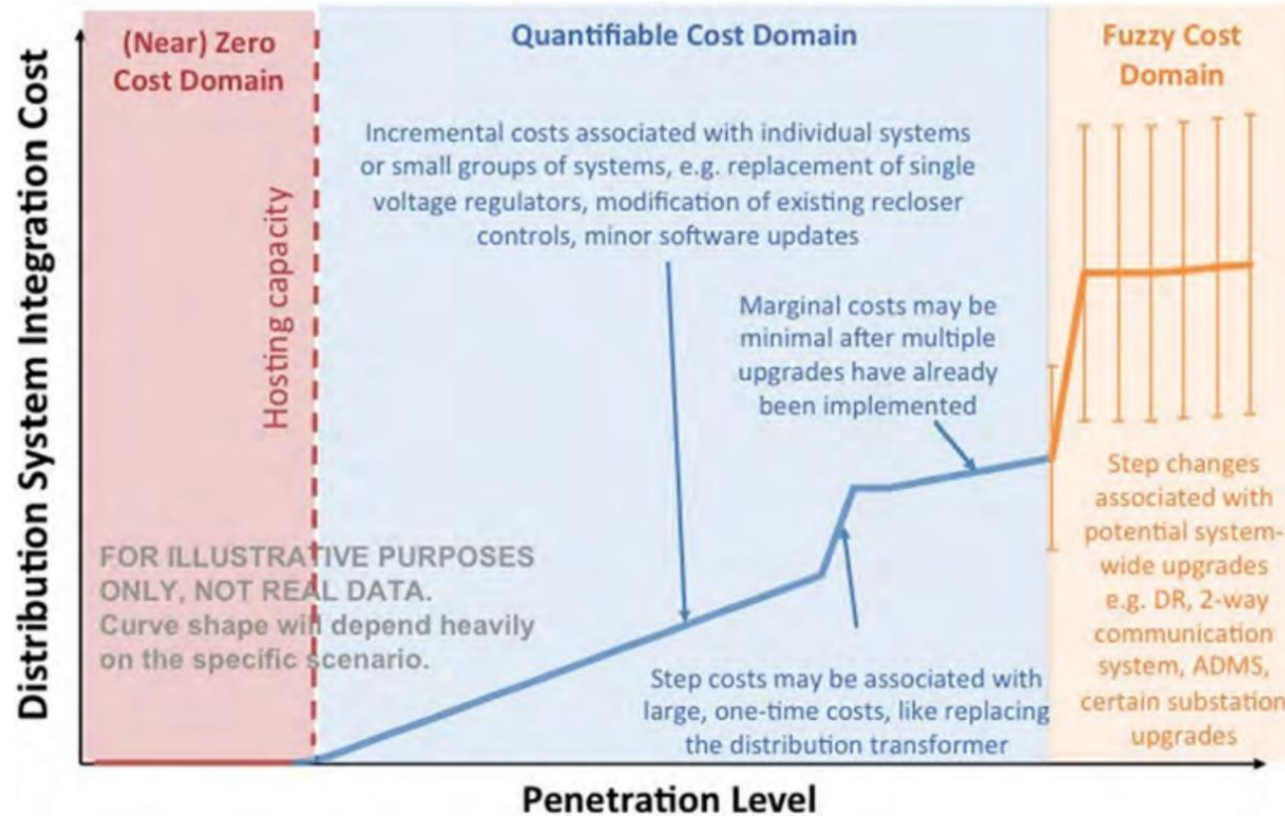 (Near) Zero
Cost Domain
Quantifiable Cost Domain
Fuzzy Cost
Domain
Distribution System Integration Cost
Hosting capacity
Incremental costs associated with individual systems
or small groups of systems, e.g. replacement of single
voltage regulators, modification of existing recloser
controls, minor software updates
Marginal costs may be
minimal after multiple
upgrades have already
been implemented
Step changes
associated with
potential system-
wide upgrades
e.g. DR, 2-way
communication
system, ADMS,
certain substation
upgrades
FOR ILLUSTRATIVE PURPOSES
ONLY, NOT REAL DATA.
Curve shape will depend heavily
on the specific scenario.
Step costs may be associated with
large, one-time costs, like replacing
the distribution transformer
Penetration Level